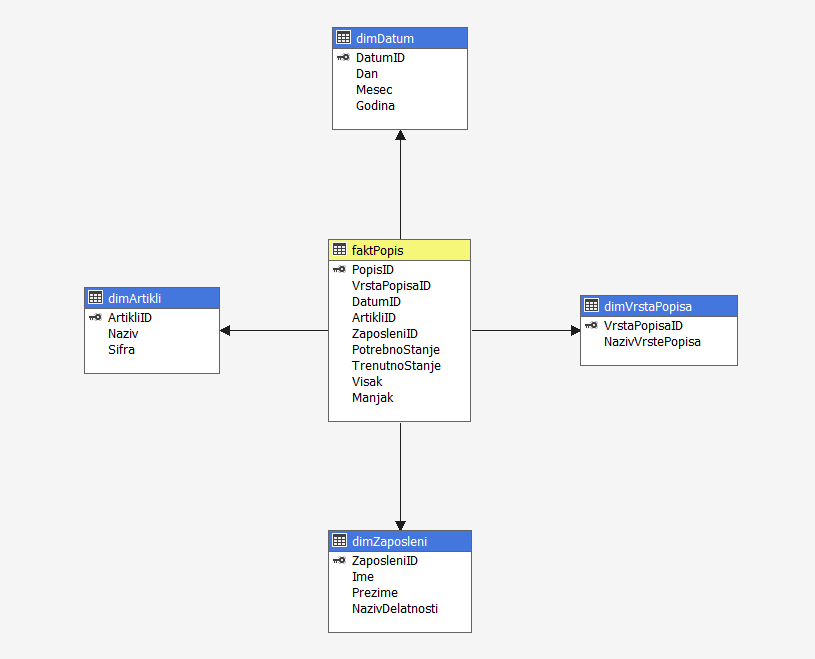 dimDatum
DatumID
Dan
Mesec
Godina
faktPopis
PopisID
VrstaPopisaID
DatumID
ArtikliID
ZaposleniID
PotrebnoStanje
TrenutnoStanje
Visak
Manjak
dimArtikli
ArtikliID
Naziv
Sifra
dimVrstaPopisa
VrstaPopisaID
NazivVrstePopisa
dimZaposleni
ZaposleniID
Ime
Prezime
NazivDelatnosti